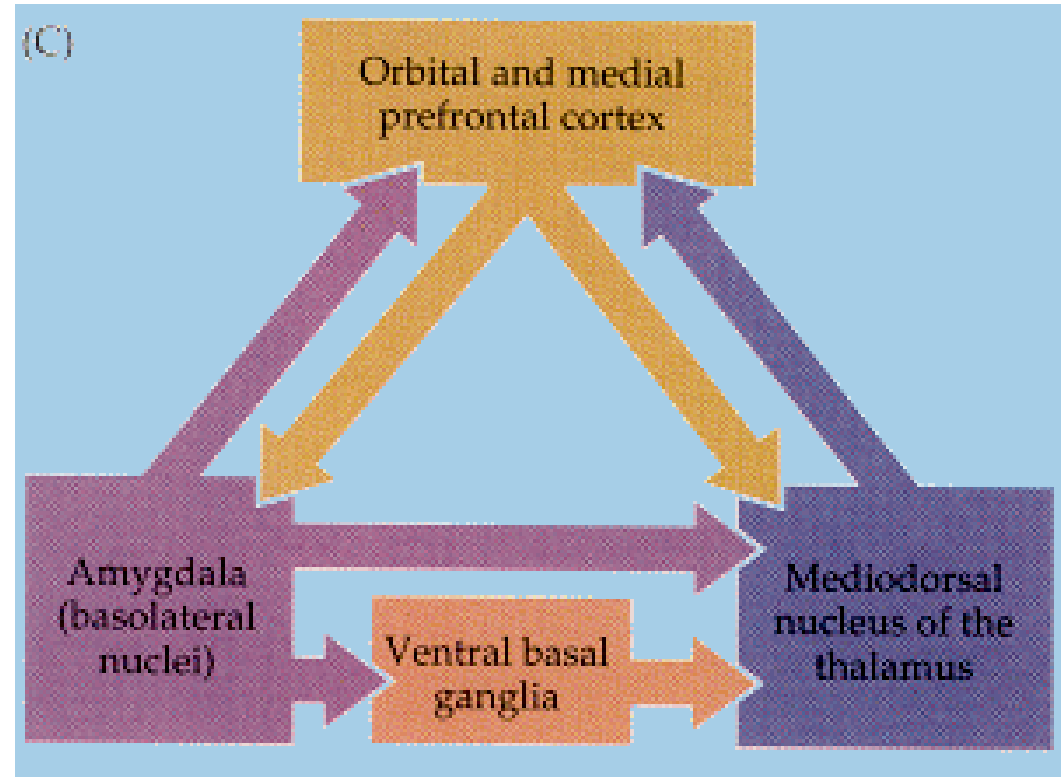 (C)
Orbital and medial
prefrontal cortex
Amygdala
(basolateral
nuclei)
Ventral basal
ganglia
Mediodorsal
nucleus of the
thalamus